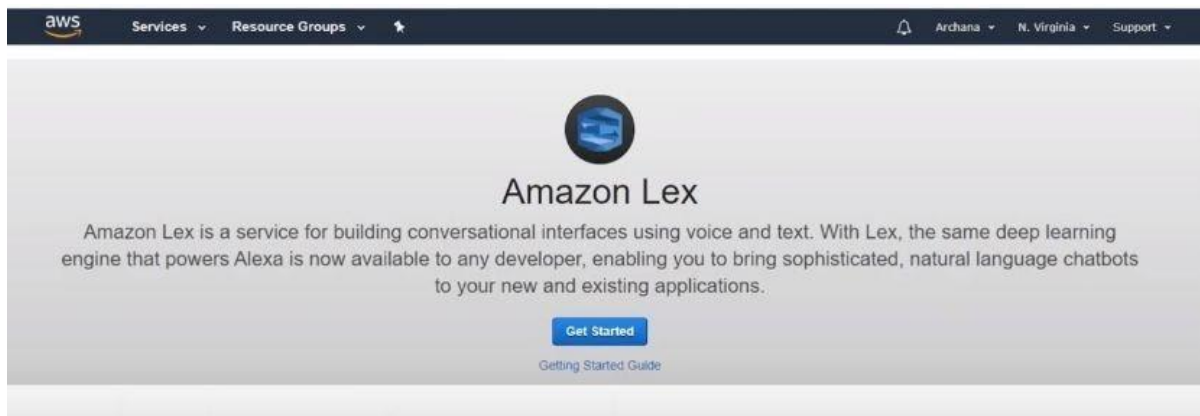 aws Services Resource Groups Archana N. Virginia Support
Amazon Lex
Amazon Lex is a service for building conversational interfaces using voice and text. With Lex, the same deep learning
engine that powers Alexa is now available to any developer, enabling you to bring sophisticated, natural language chatbots
to your new and existing applications.
Get Started
Getting Started Guide